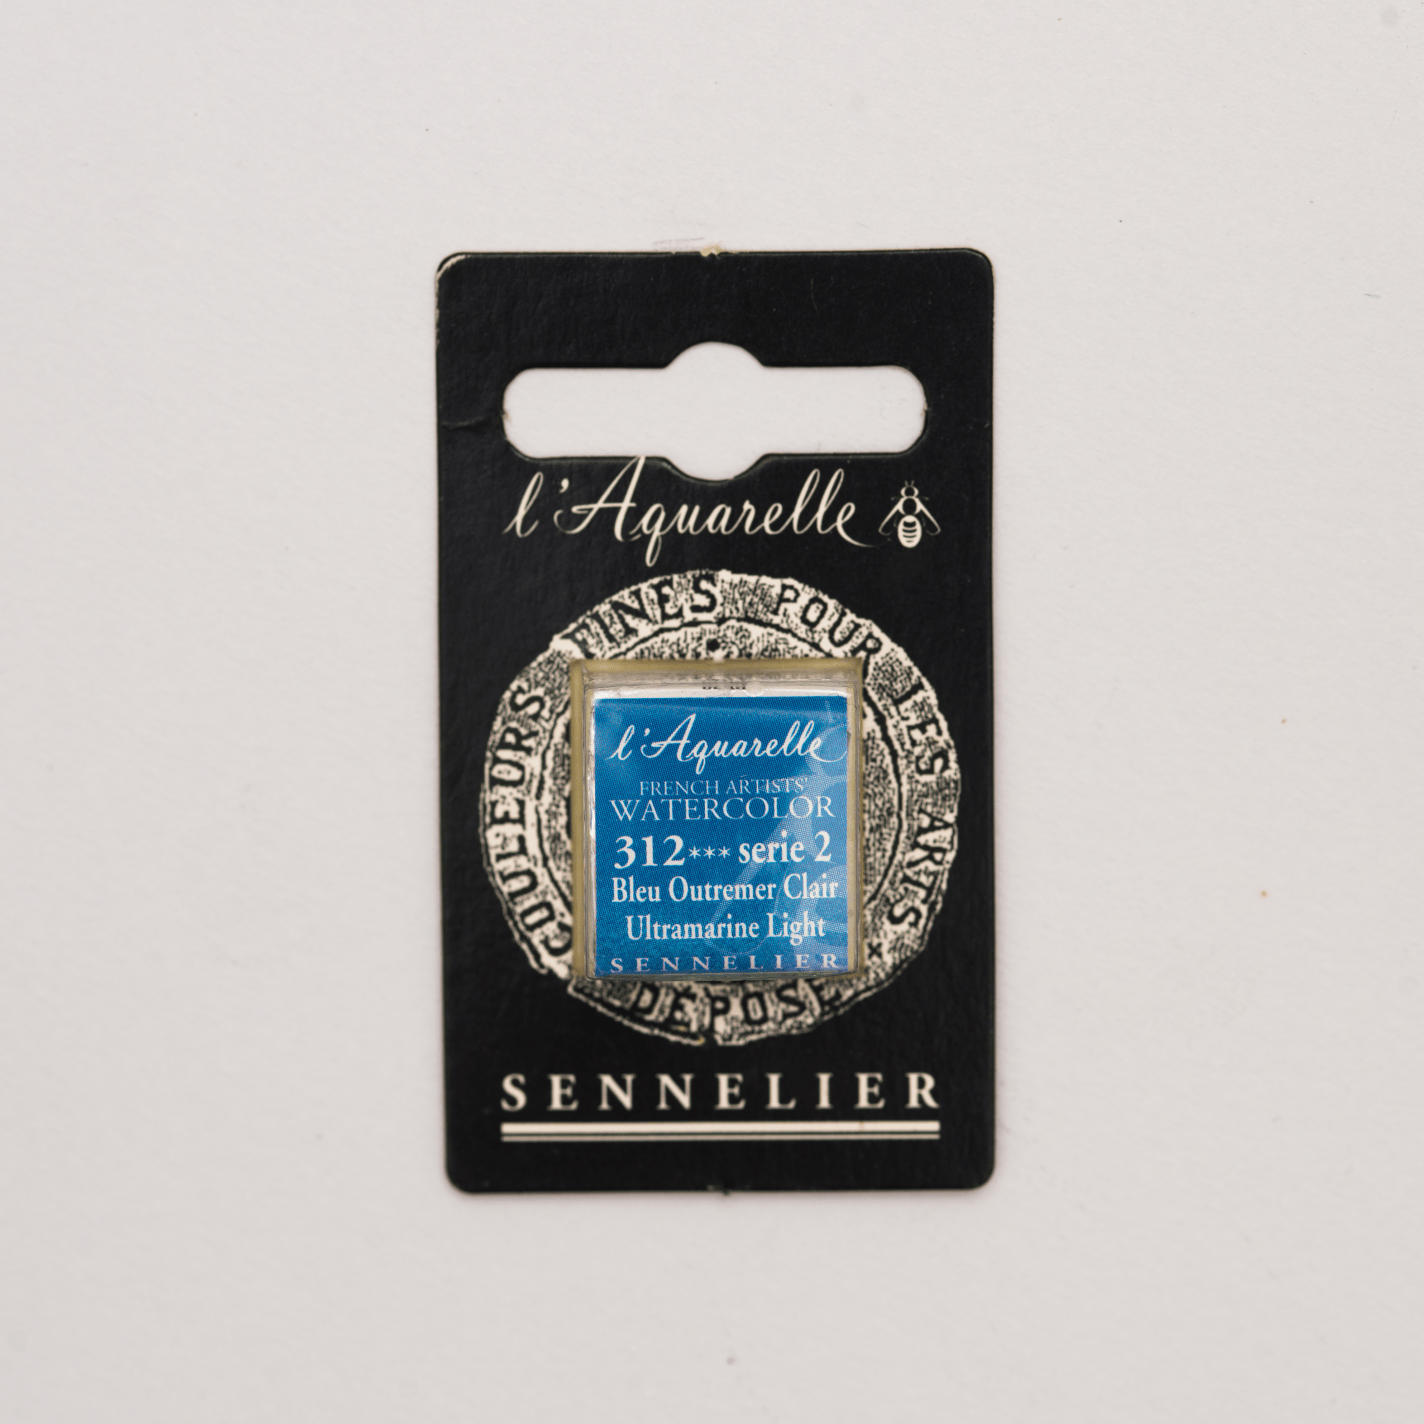 l'Aquarelle
COULEURS FINES POUR LES ARTS
l'Aquarelle
FRENCH ARTISTS'
WATERCOLOR
312*** serie 2
Bleu Outremer Clair
Ultramarine Light
SENNELIER
DÉPOSÉ
SENNELIER